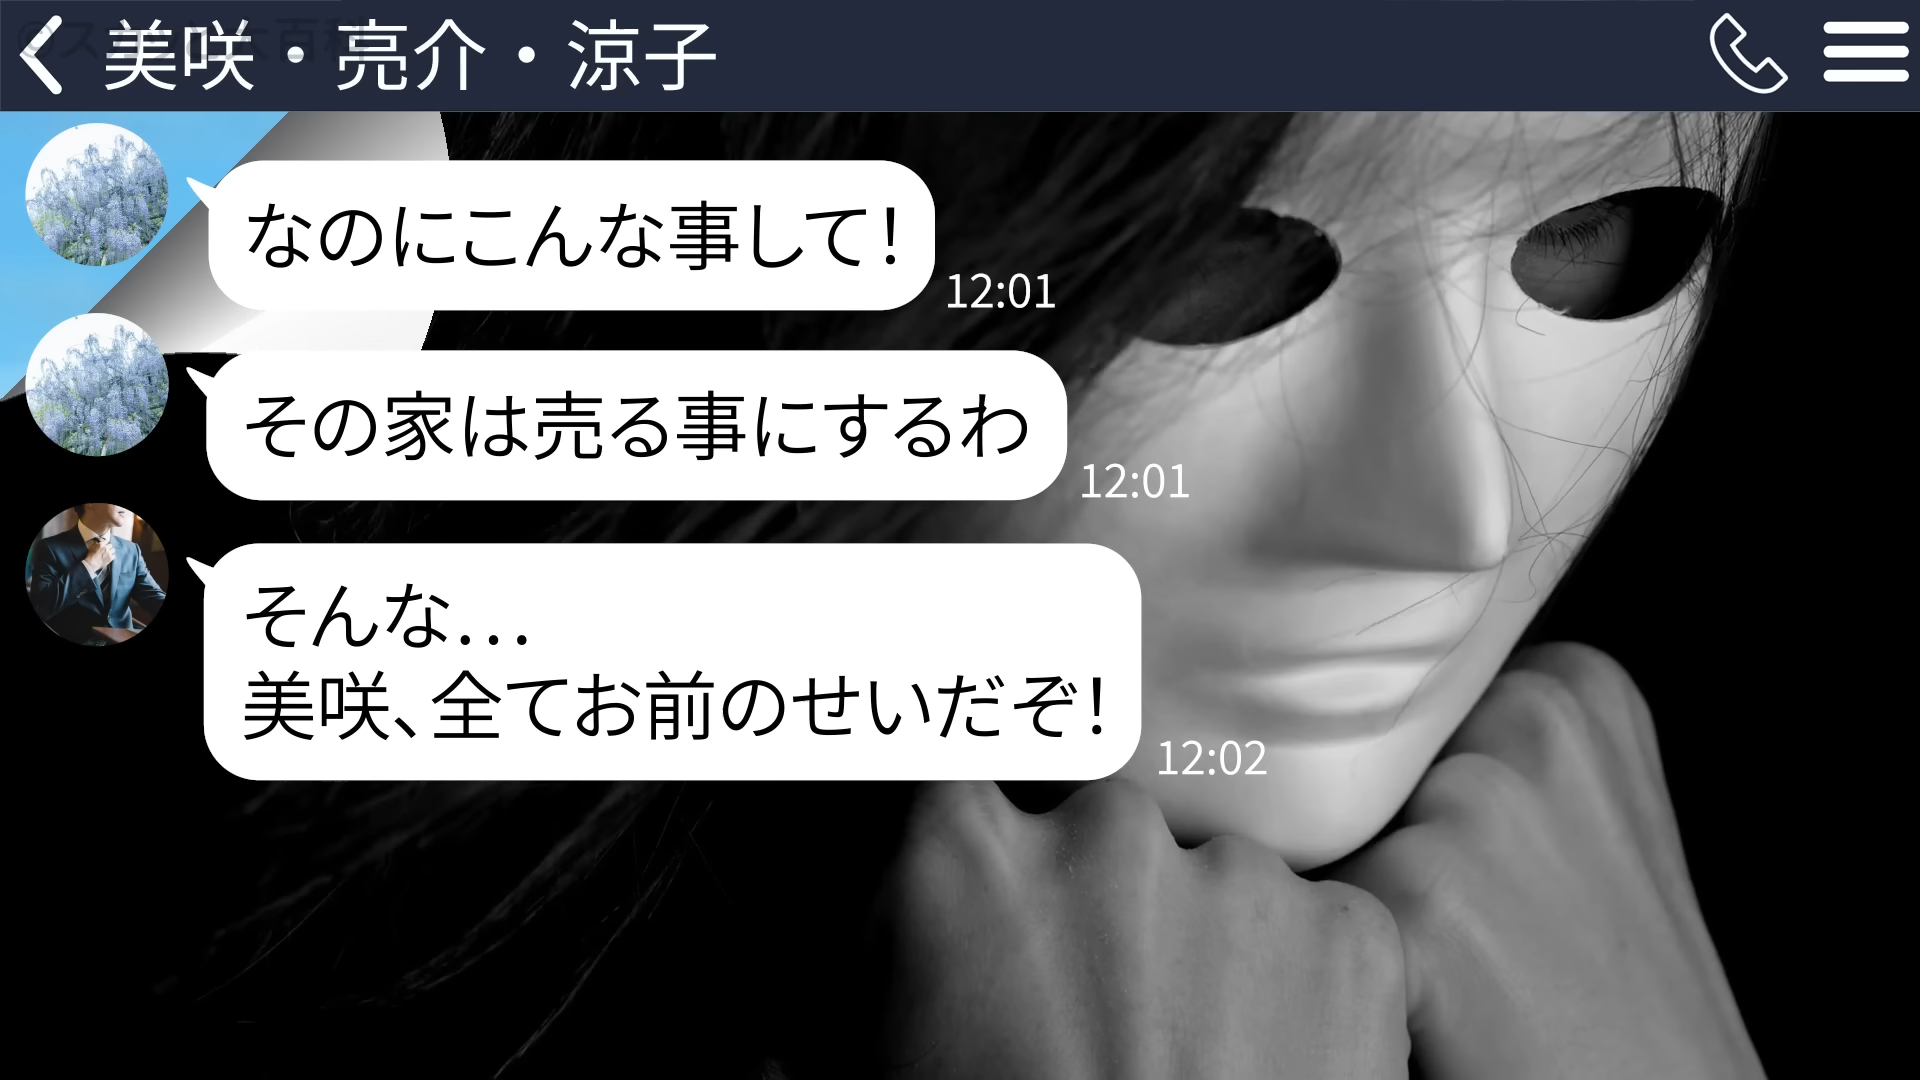 美咲・亮介・涼子
なのにこんな事して!
12:01
その家は売る事にするわ
12:01
そんな…
美咲、全てお前のせいだぞ!
12:02